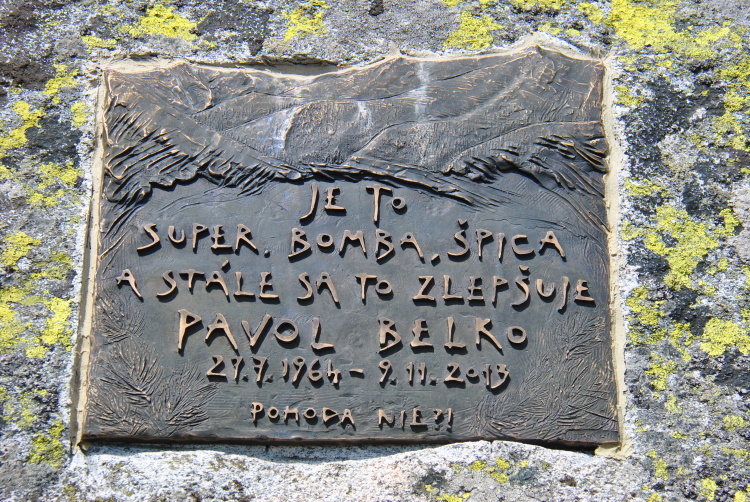 JE TO
SUPER, BOMBA, ŠPICA
A STÁLE SA TO ZLEPŠUJE
PAVOL BELKO
27.7.1964 - 9.11.2013
POHODA NIE?!